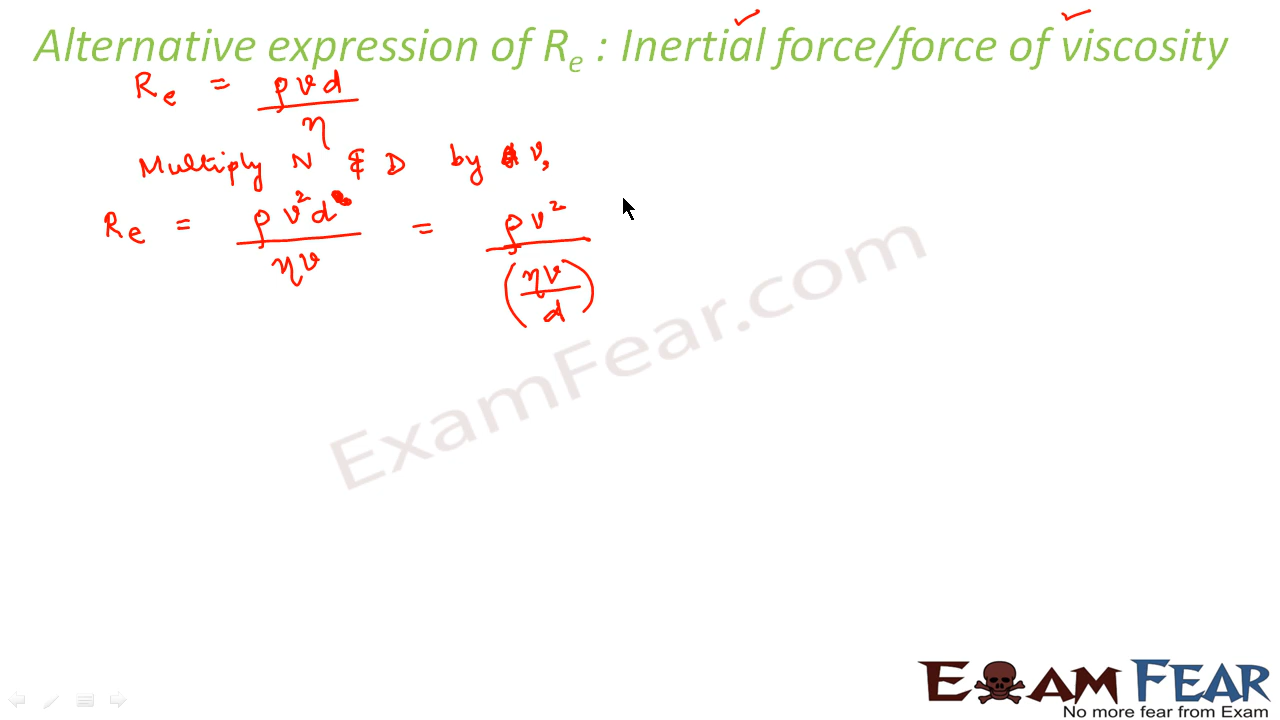 Alternative expression of Re : Inertial force/force of viscosity
Re = ρvd / η
Multiply N & D by v,
Re = ρv²d / ηv = ρv² / (ηv/d)
ExamFear.com
EXAM FEAR
No more fear from Exam